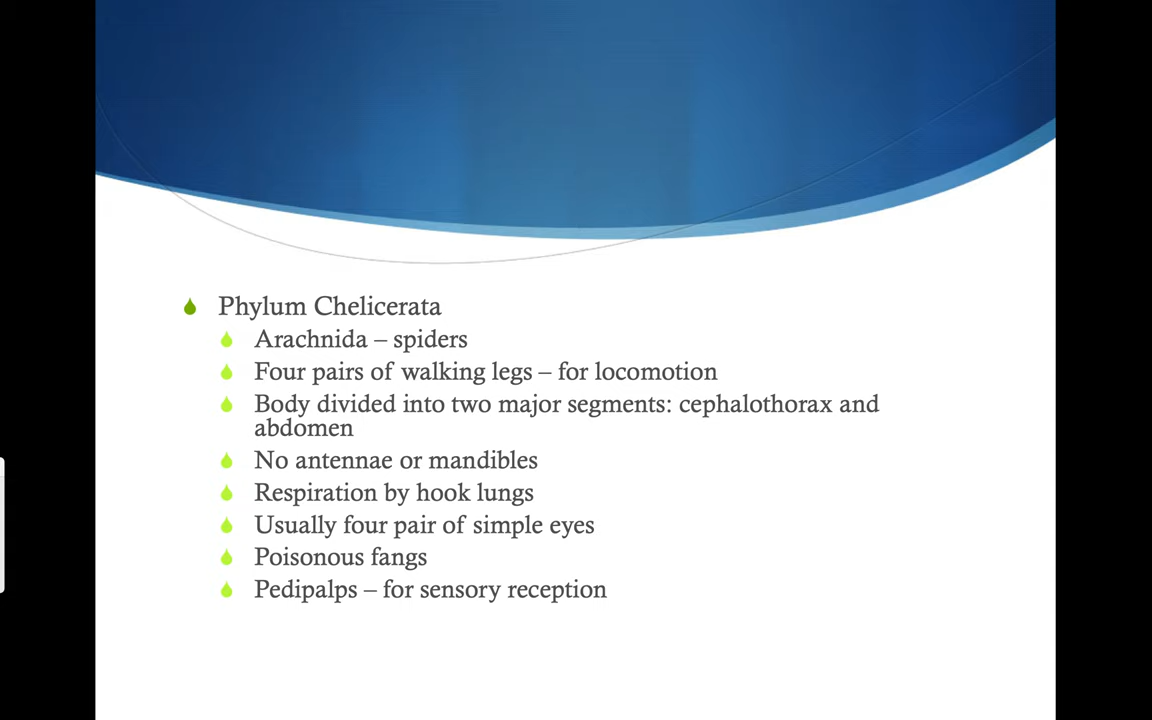 Phylum Chelicerata
Arachnida – spiders
Four pairs of walking legs – for locomotion
Body divided into two major segments: cephalothorax and
abdomen
No antennae or mandibles
Respiration by hook lungs
Usually four pair of simple eyes
Poisonous fangs
Pedipalps – for sensory reception